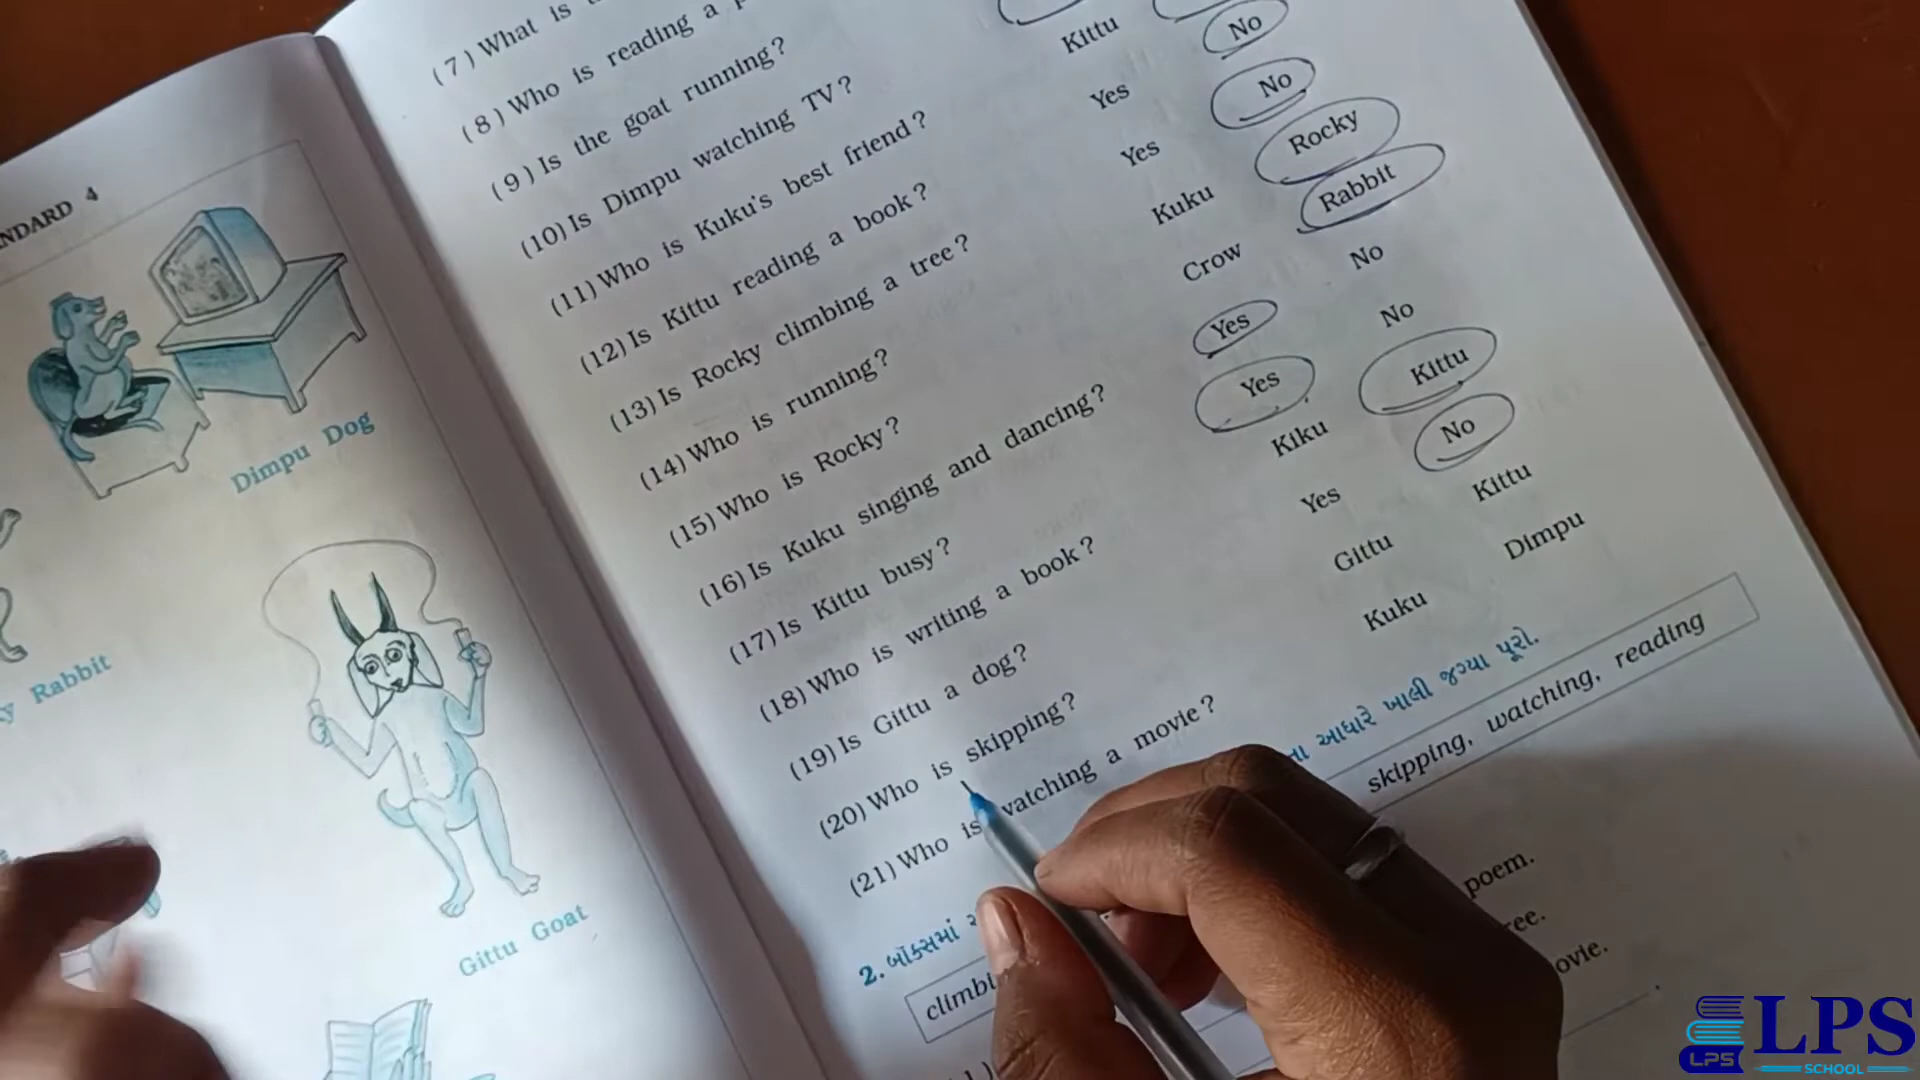 STANDARD 4
Dimpu Dog
Rabbit
Gittu Goat
(7) What is
(8) Who is reading a
(9) Is the goat running?
(10) Is Dimpu watching TV?
(11) Who is Kuku's best friend?
(12) Is Kittu reading a book?
(13) Is Rocky climbing a tree?
(14) Who is running?
(15) Who is Rocky?
(16) Is Kuku singing and dancing?
(17) Is Kittu busy?
(18) Who is writing a book?
(19) Is Gittu a dog?
(20) Who is skipping?
(21) Who is watching a movie?
Kittu No
Yes No
Yes Rocky
Kuku Rabbit
Crow No
Yes No
Yes Kittu
Kiku No
Yes Kittu
Gittu Dimpu
Kuku
2. બૉક્સમાં આધારે ખાલી જગ્યા પૂરો.
skipping, watching, reading
poem.
movie.
LPS
LPS
SCHOOL